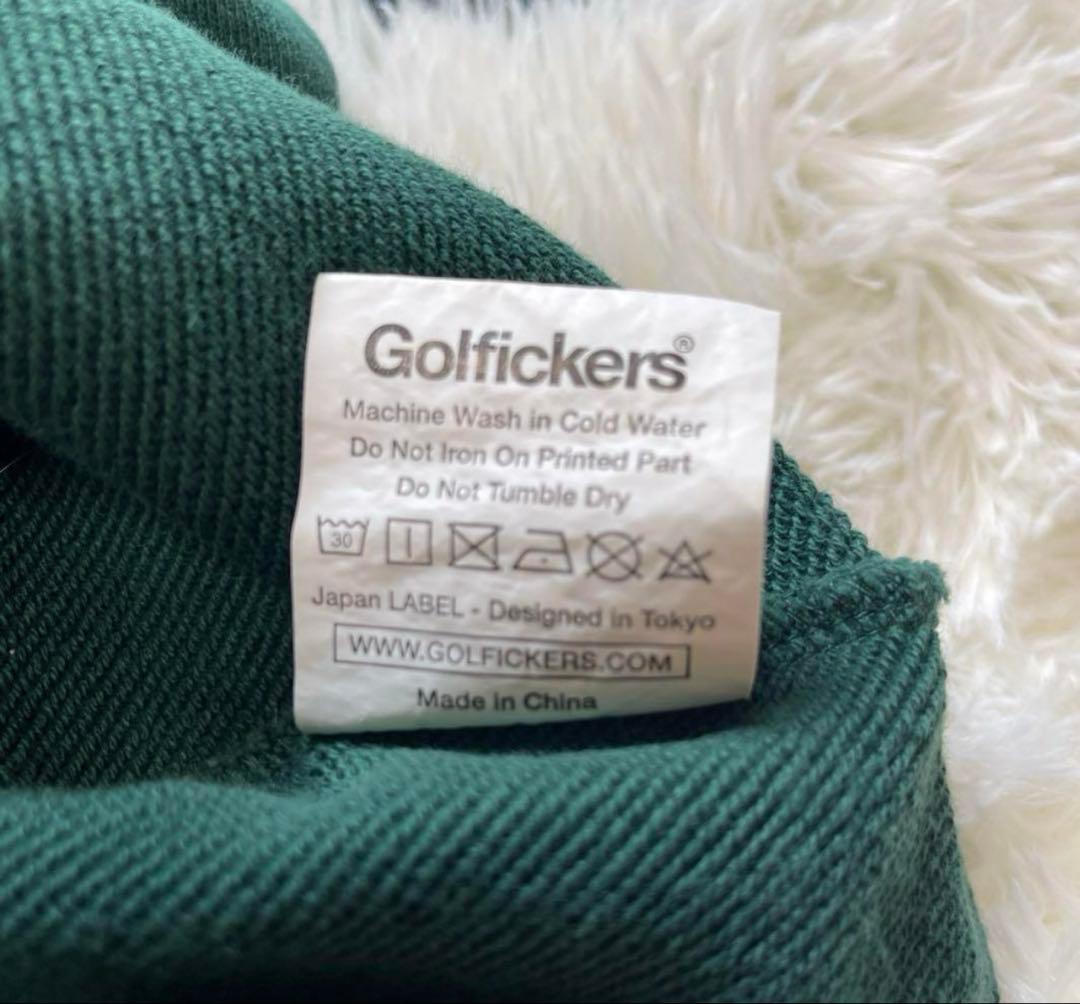 Golfickers®
Machine Wash in Cold Water
Do Not Iron On Printed Part
Do Not Tumble Dry
30
Japan LABEL - Designed in Tokyo
WWW.GOLFICKERS.COM
Made in China